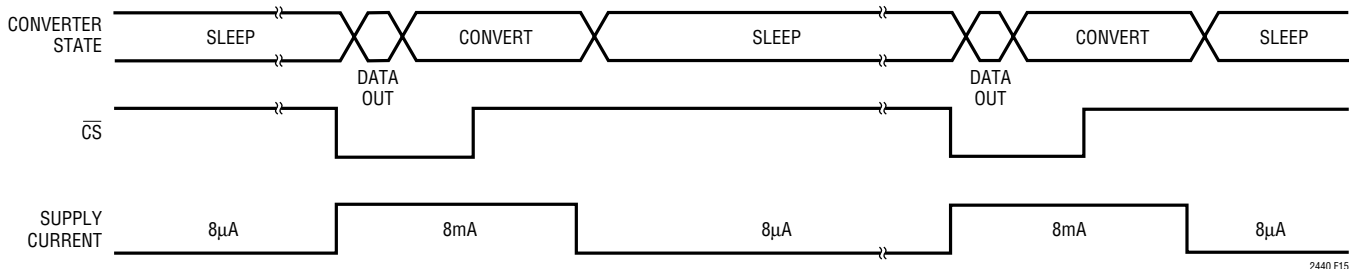 CONVERTER
STATE
SLEEP
CONVERT
SLEEP
CONVERT
SLEEP
DATA
OUT
DATA
OUT
CS
SUPPLY
CURRENT
8µA
8mA
8µA
8mA
8µA
2440 F15